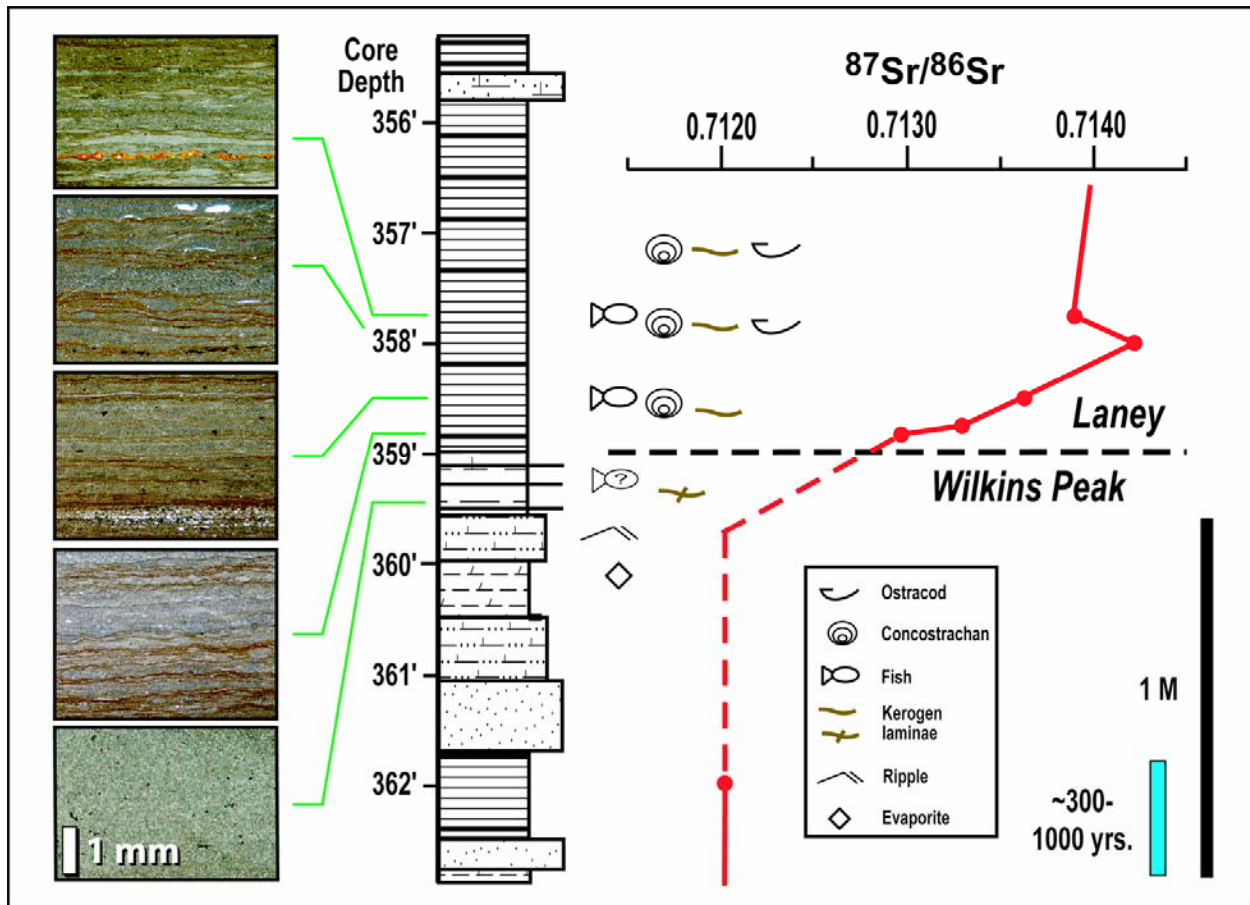 Core
Depth
87Sr/86Sr
0.7120 0.7130 0.7140
356'
357'
358'
359'
360'
361'
362'
Laney
Wilkins Peak
?
Ostracod
Concostrachan
Fish
Kerogen
laminae
Ripple
Evaporite
1 M
~300-
1000 yrs.
1 mm